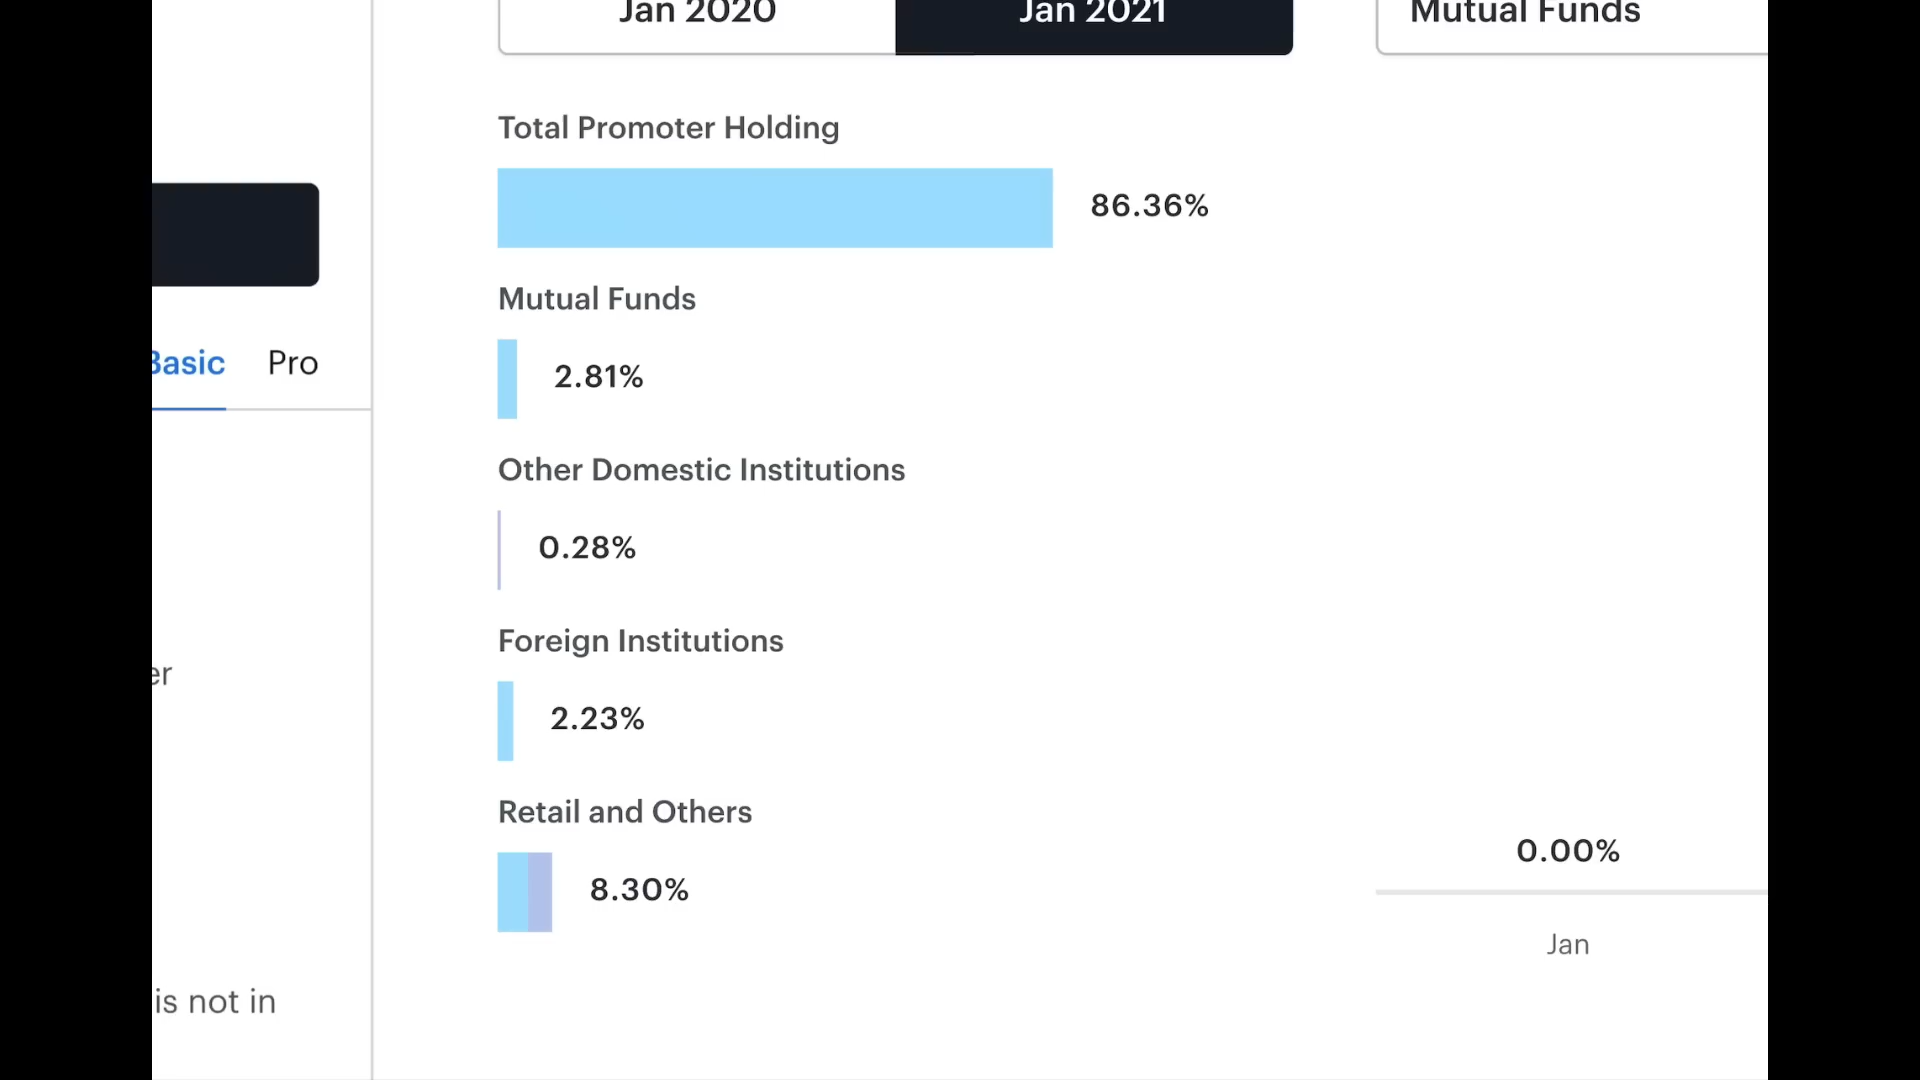 Jan 2020
Jan 2021
Mutual Funds
Total Promoter Holding
86.36%
Mutual Funds
2.81%
Other Domestic Institutions
0.28%
Foreign Institutions
2.23%
Retail and Others
8.30%
0.00%
Jan
Basic
Pro
er
is not in